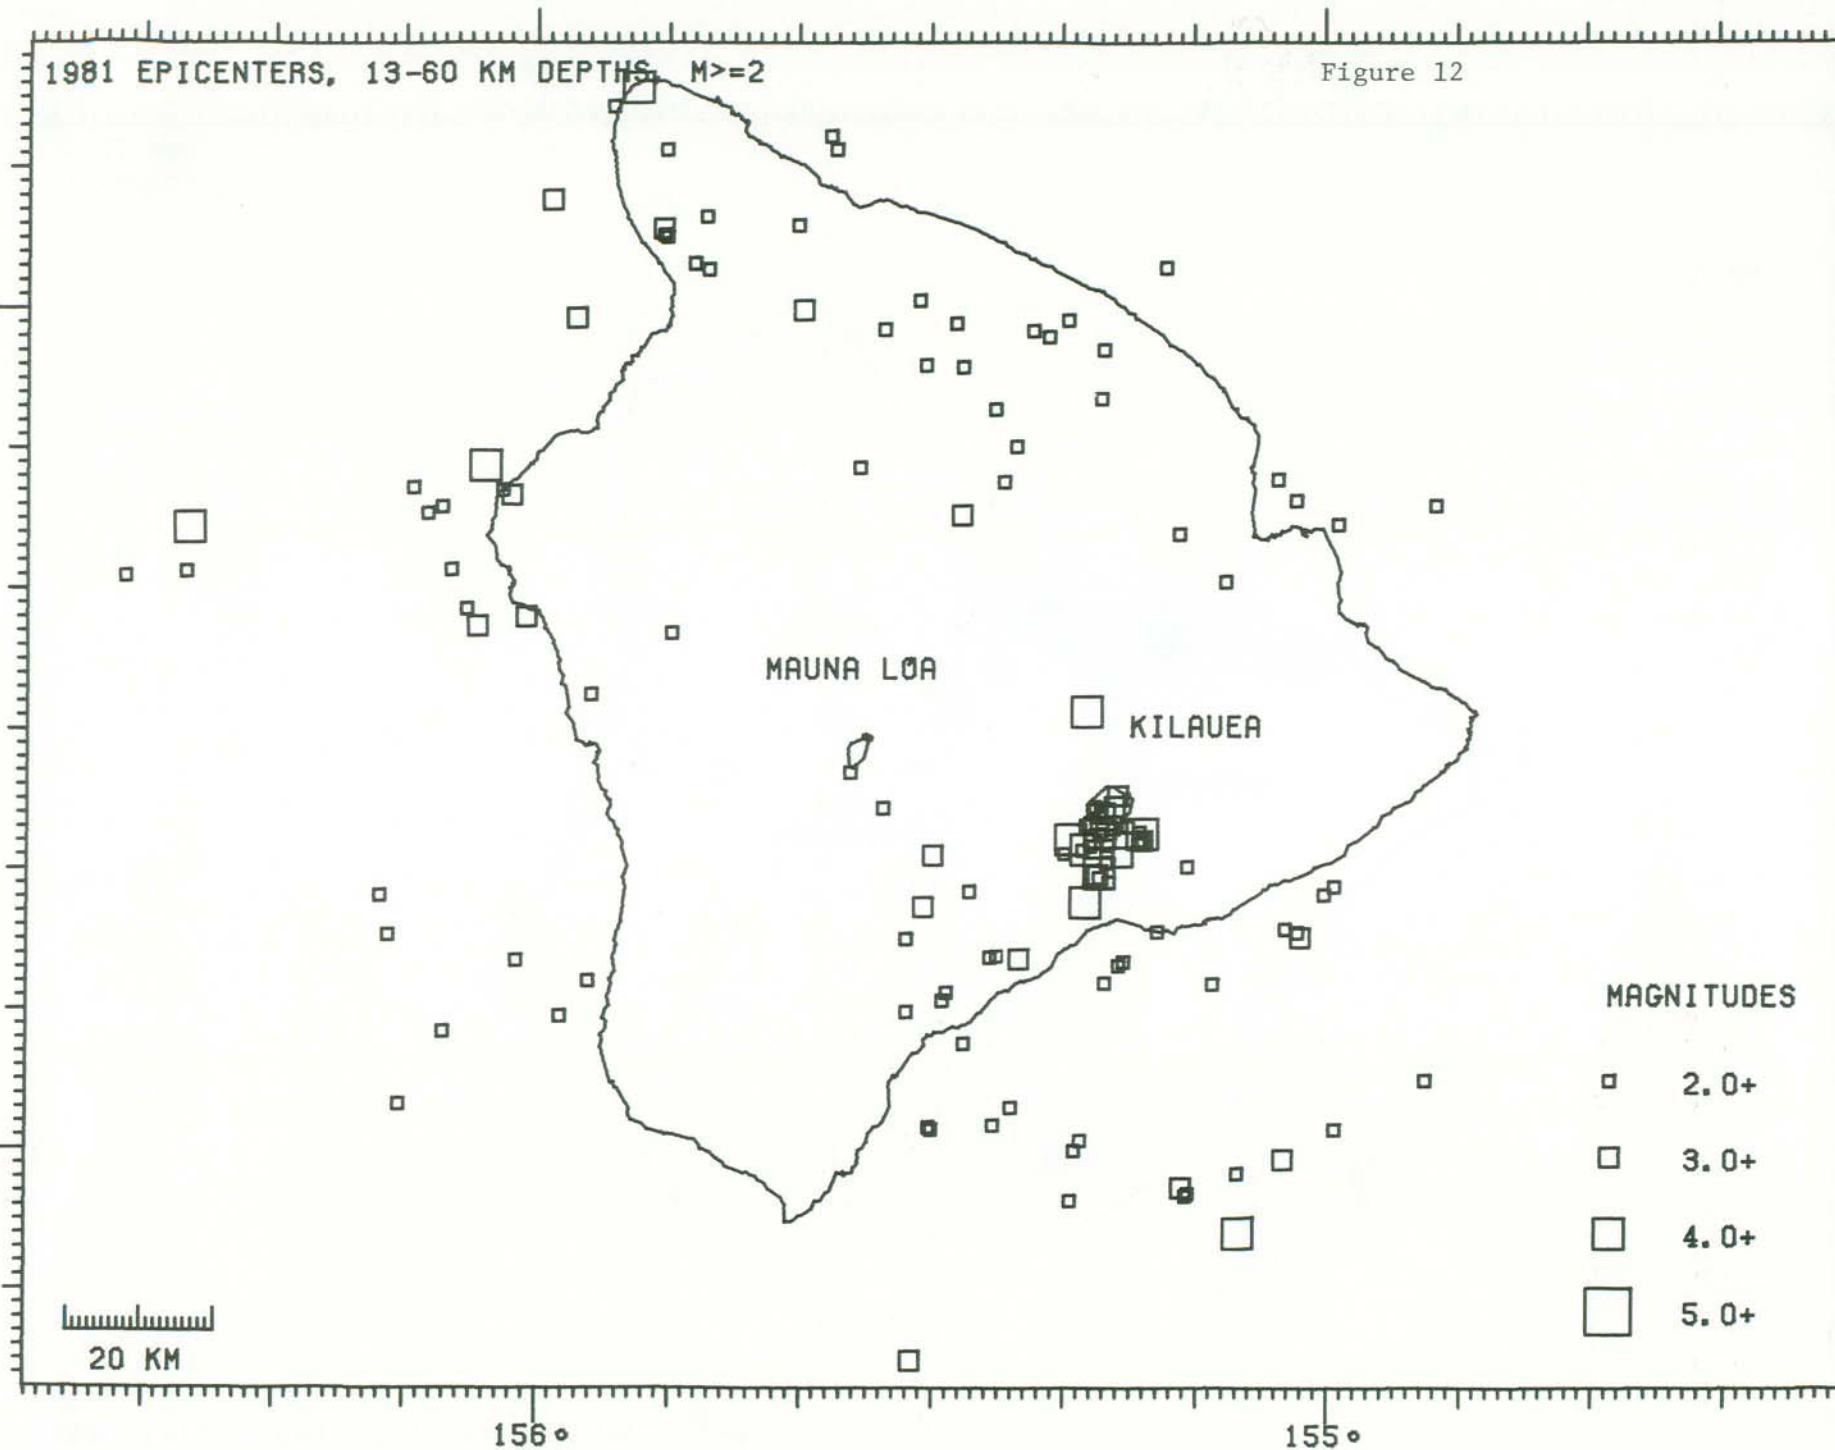 1981 EPICENTERS, 13-60 KM DEPTHS, M>=2
Figure 12
MAUNA LOA
KILAUEA
MAGNITUDES
2.0+
3.0+
4.0+
5.0+
20 KM
156° 155°